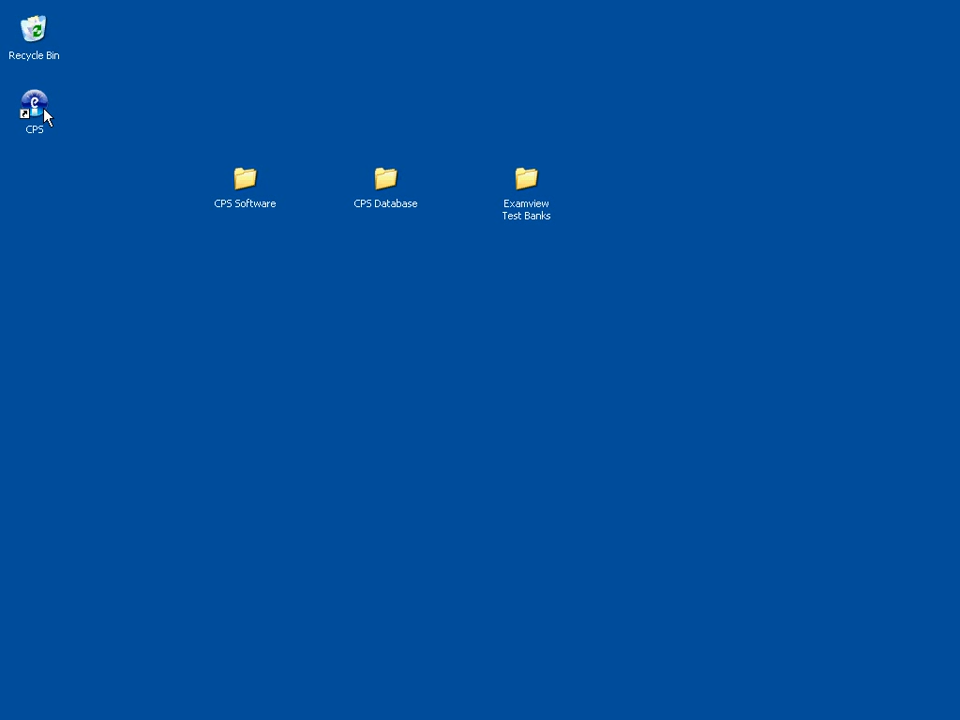 Recycle Bin
CPS
CPS Software
CPS Database
Examview
Test Banks